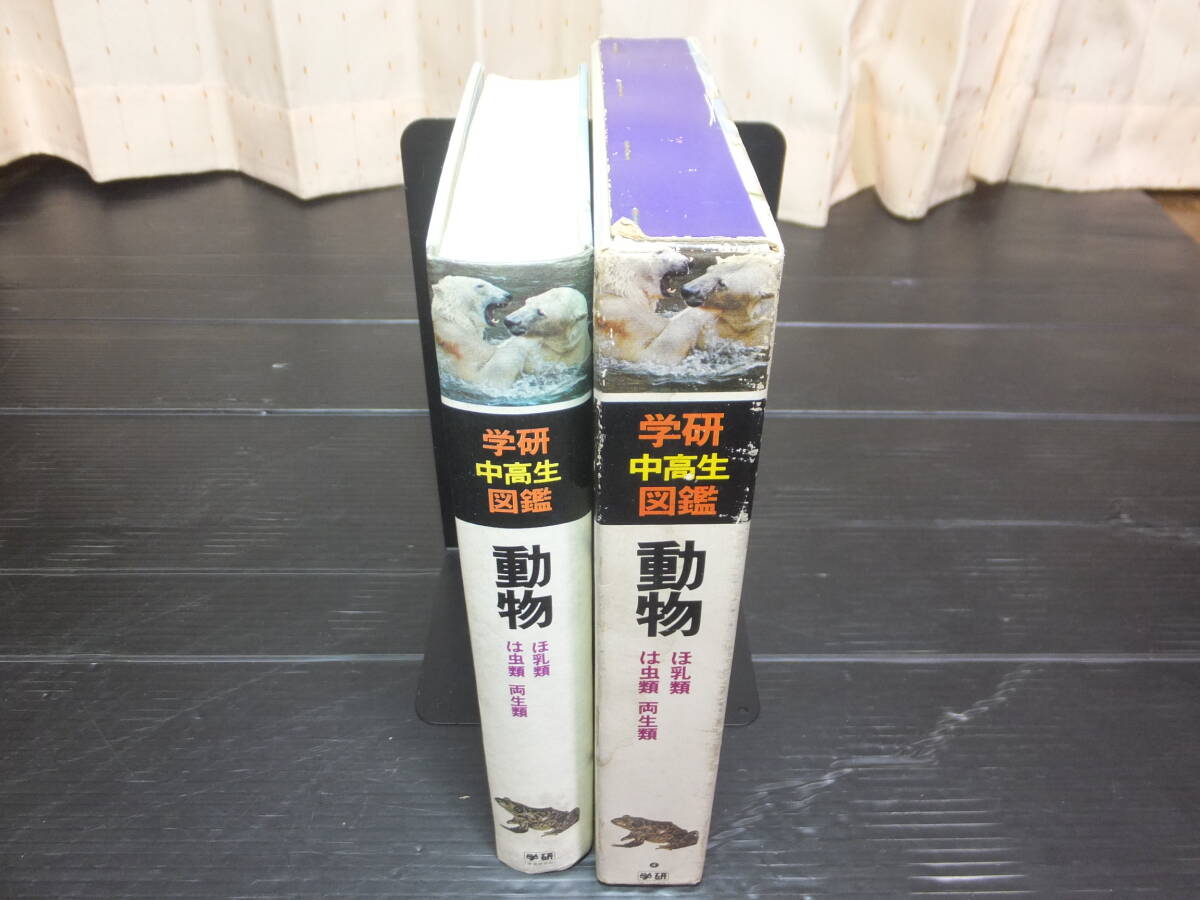 学研
中高生
図鑑
動物
ほ乳類
は虫類 両生類
学研
学研
中高生
図鑑
動物
ほ乳類
は虫類 両生類
学研